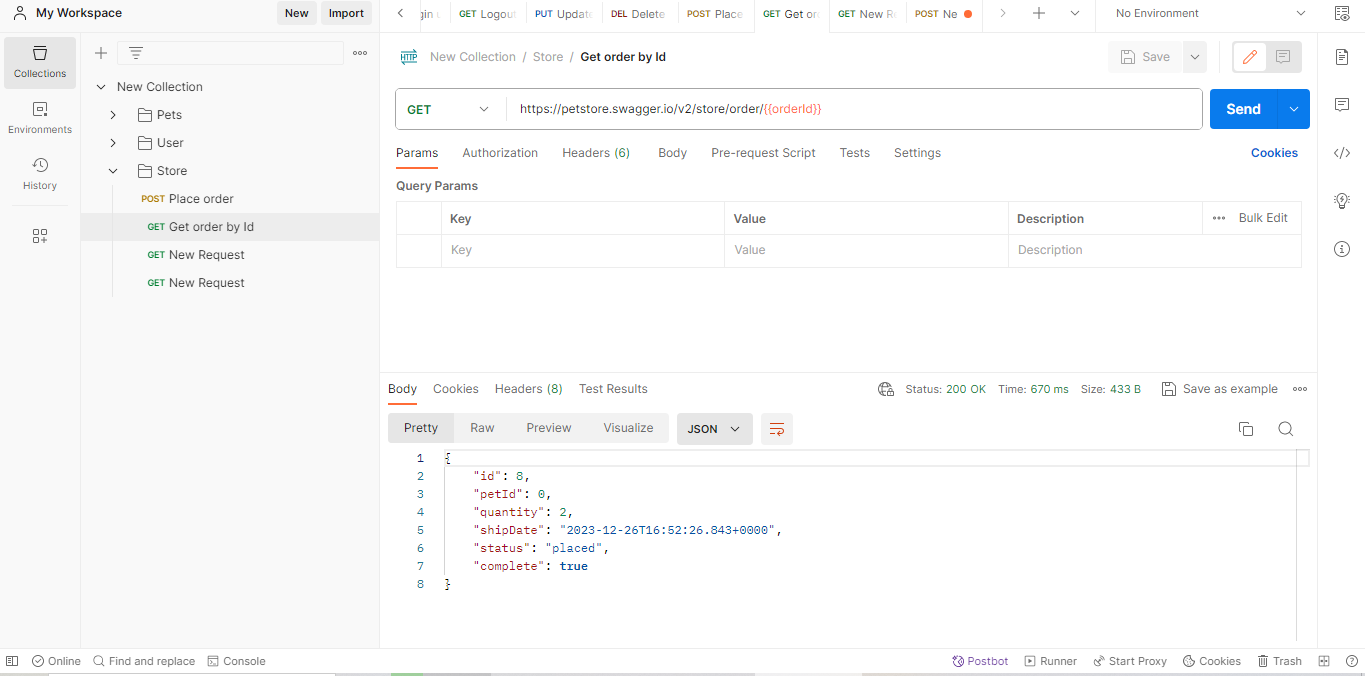 My Workspace
New
Import
gin
GET Logou
PUT Update
DEL Delete
POST Place
GET Get or
GET New R
POST Ne
No Environment
Collections
Environments
History
New Collection
Pets
User
Store
POST Place order
GET Get order by Id
GET New Request
GET New Request
HTTP New Collection / Store / Get order by Id
Save
GET
https://petstore.swagger.io/v2/store/order/{{orderId}}
Send
Params Authorization Headers (6) Body Pre-request Script Tests Settings Cookies
Query Params
Key Value Description Bulk Edit
Key Value Description
Body Cookies Headers (8) Test Results Status: 200 OK Time: 670 ms Size: 433 B Save as example
Pretty Raw Preview Visualize JSON
1 {
2 "id": 8,
3 "petId": 0,
4 "quantity": 2,
5 "shipDate": "2023-12-26T16:52:26.843+0000",
6 "status": "placed",
7 "complete": true
8 }
Online Find and replace Console Postbot Runner Start Proxy Cookies Trash